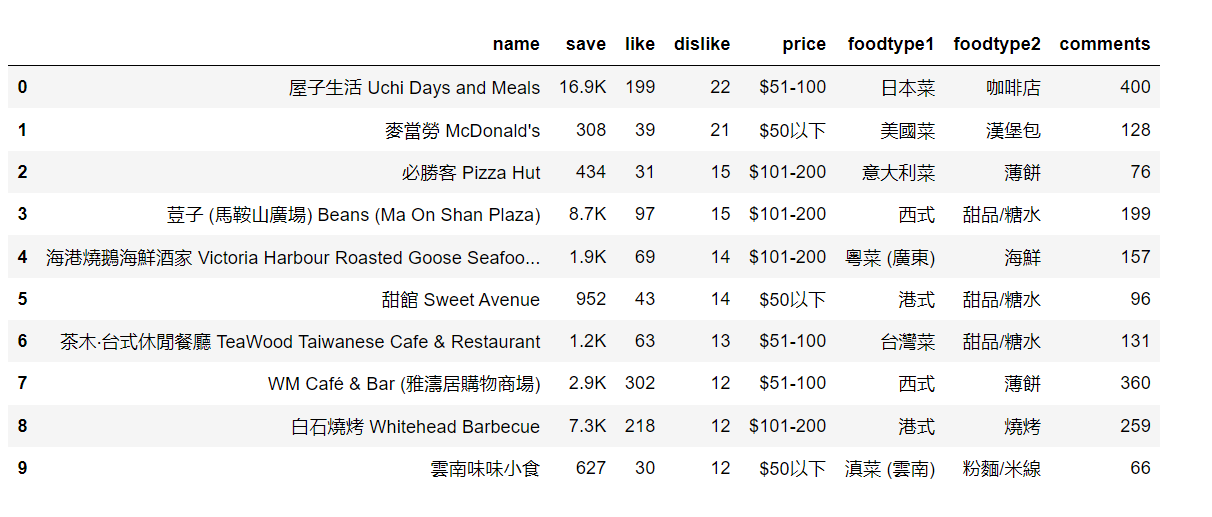 name save like dislike price foodtype1 foodtype2 comments
0 屋子生活 Uchi Days and Meals 16.9K 199 22 $51-100 日本菜 咖啡店 400
1 麥當勞 McDonald's 308 39 21 $50以下 美國菜 漢堡包 128
2 必勝客 Pizza Hut 434 31 15 $101-200 意大利菜 薄餅 76
3 荳子 (馬鞍山廣場) Beans (Ma On Shan Plaza) 8.7K 97 15 $101-200 西式 甜品/糖水 199
4 海港燒鵝海鮮酒家 Victoria Harbour Roasted Goose Seafoo... 1.9K 69 14 $101-200 粵菜 (廣東) 海鮮 157
5 甜館 Sweet Avenue 952 43 14 $50以下 港式 甜品/糖水 96
6 茶木·台式休閒餐廳 TeaWood Taiwanese Cafe & Restaurant 1.2K 63 13 $51-100 台灣菜 甜品/糖水 131
7 WM Café & Bar (雅濤居購物商場) 2.9K 302 12 $51-100 西式 薄餅 360
8 白石燒烤 Whitehead Barbecue 7.3K 218 12 $101-200 港式 燒烤 259
9 雲南味味小食 627 30 12 $50以下 滇菜 (雲南) 粉麵/米線 66